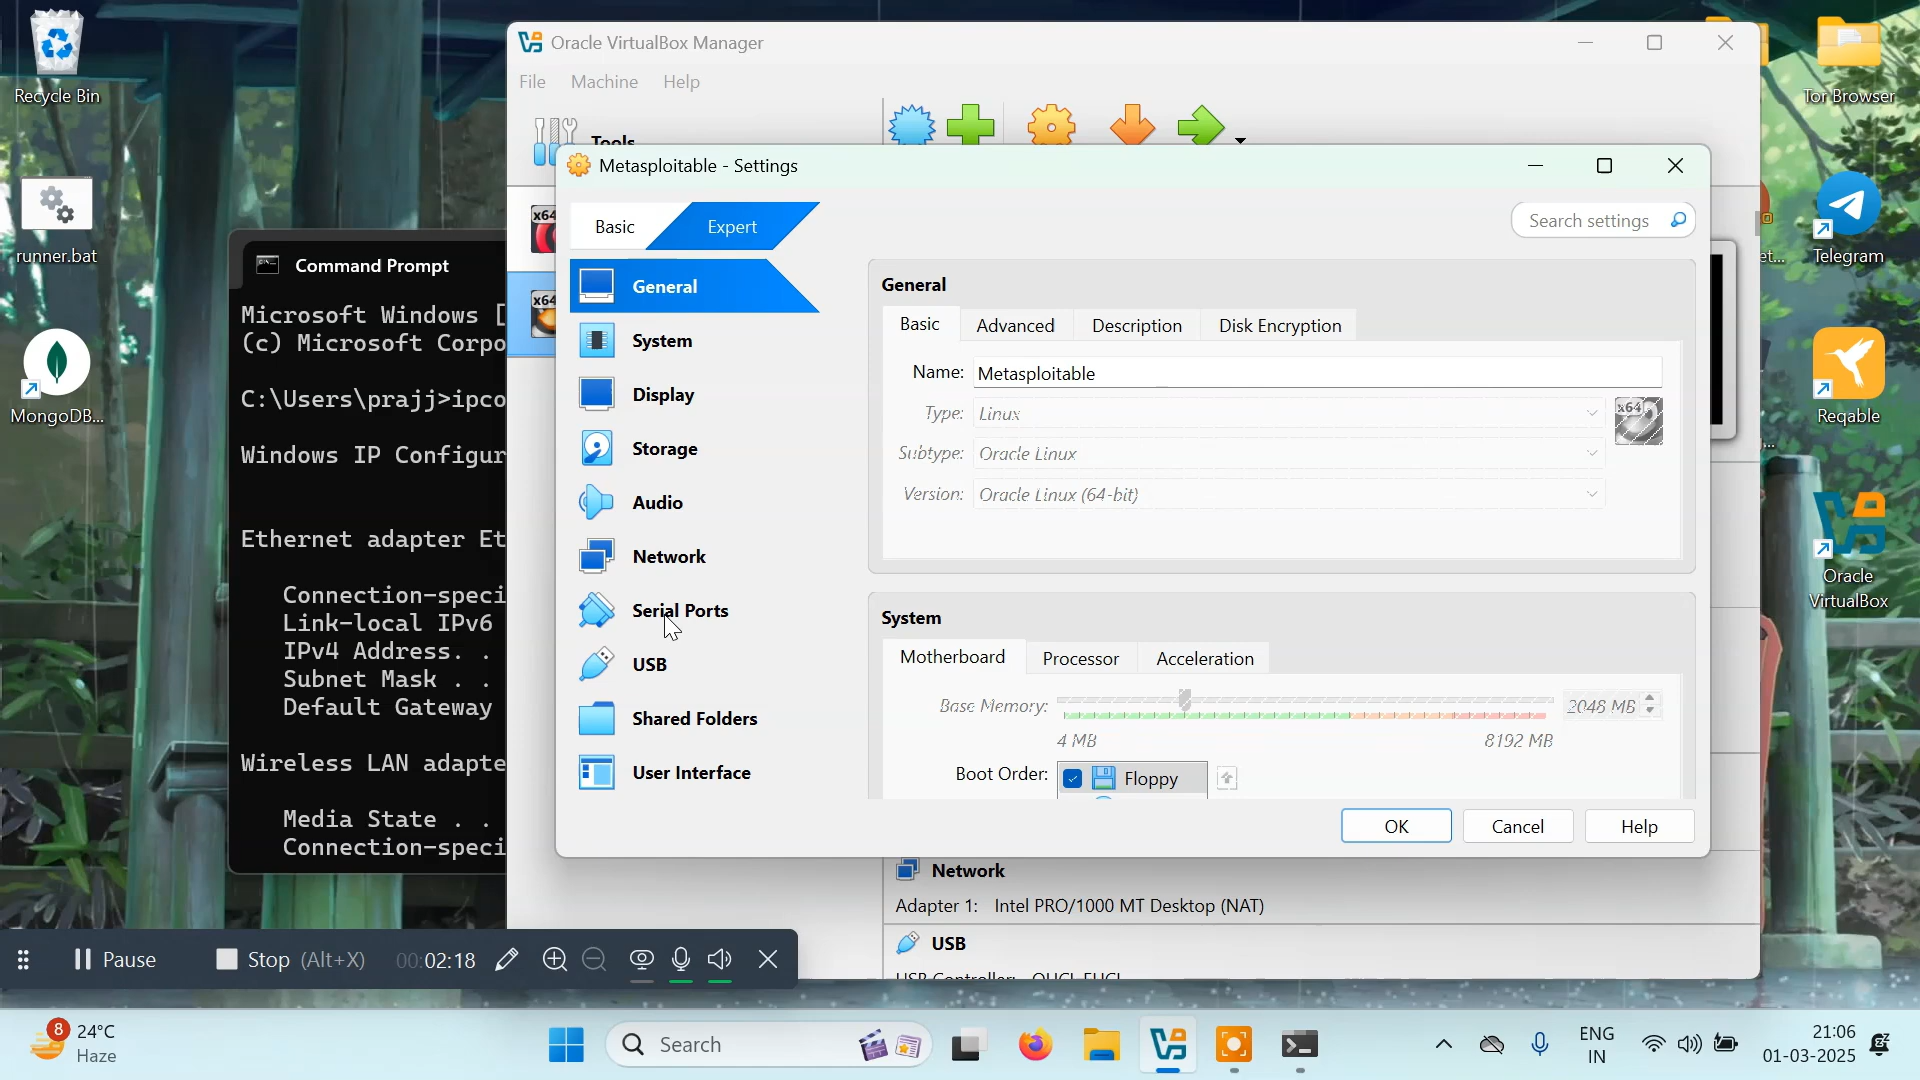 Recycle Bin
runner.bat
MongoDB...
Oracle VirtualBox Manager
File Machine Help
Tools
Tor Browser
Telegram
Reqable
Oracle
VirtualBox
Command Prompt
Microsoft Windows [
(c) Microsoft Corpo
C:\Users\prajj>ipco
Windows IP Configur
Ethernet adapter Et
Connection-speci
Link-local IPv6
IPv4 Address. . 
Subnet Mask . .
Default Gateway
Wireless LAN adapte
Media State . .
Connection-speci
Metasploitable - Settings
Basic Expert
Search settings
General
System
Display
Storage
Audio
Network
Serial Ports
USB
Shared Folders
User Interface
General
Basic Advanced Description Disk Encryption
Name: Metasploitable
Type: Linux
x64
Subtype: Oracle Linux
Version: Oracle Linux (64-bit)
System
Motherboard Processor Acceleration
Base Memory: 2048 MB
4 MB 8192 MB
Boot Order: Floppy
OK Cancel Help
Network
Adapter 1: Intel PRO/1000 MT Desktop (NAT)
USB
Pause Stop (Alt+X) 00:02:18
8 24°C
Haze
Search
ENG
IN
21:06
01-03-2025